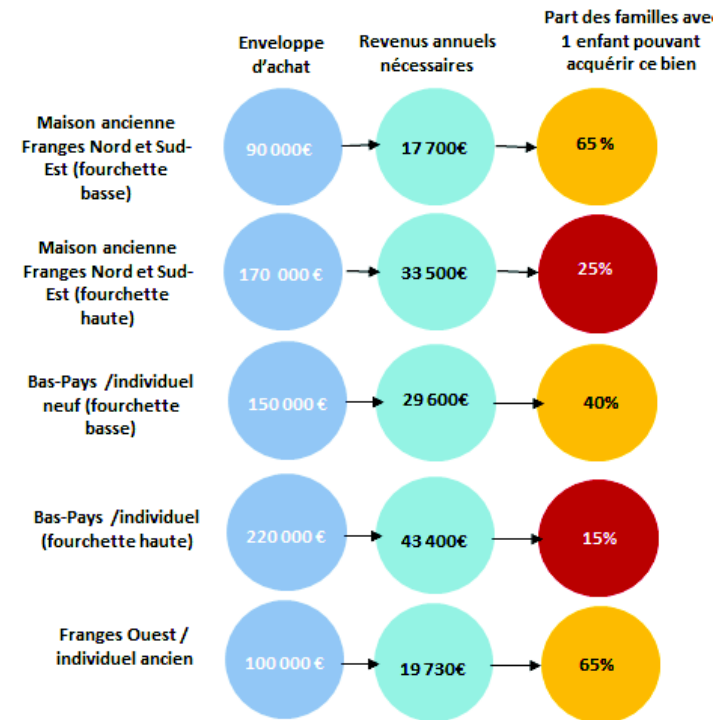 Enveloppe
d'achat
Revenus annuels
nécessaires
Part des familles avec
1 enfant pouvant
acquérir ce bien
Maison ancienne
Franges Nord et Sud-
Est (fourchette
basse)
90 000€
17 700€
65 %
Maison ancienne
Franges Nord et Sud-
Est (fourchette
haute)
170 000 €
33 500€
25%
Bas-Pays /individuel
neuf (fourchette
basse)
150 000 €
29 600€
40%
Bas-Pays /individuel
(fourchette haute)
220 000 €
43 400€
15%
Franges Ouest /
individuel ancien
100 000 €
19 730€
65%